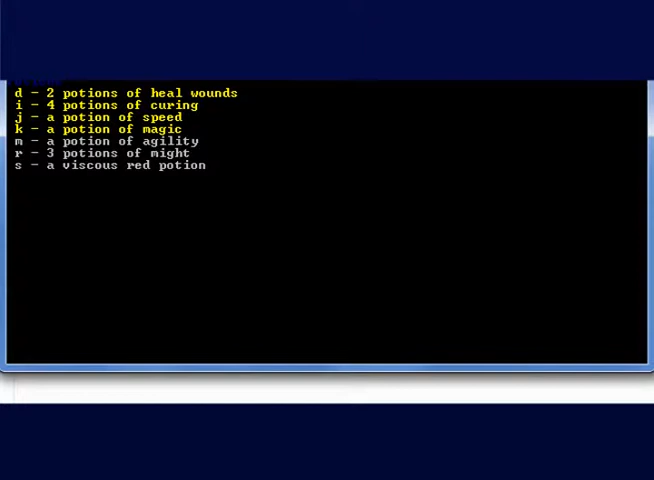 d - 2 potions of heal wounds
i - 4 potions of curing
j - a potion of speed
k - a potion of magic
m - a potion of agility
r - 3 potions of might
s - a viscous red potion